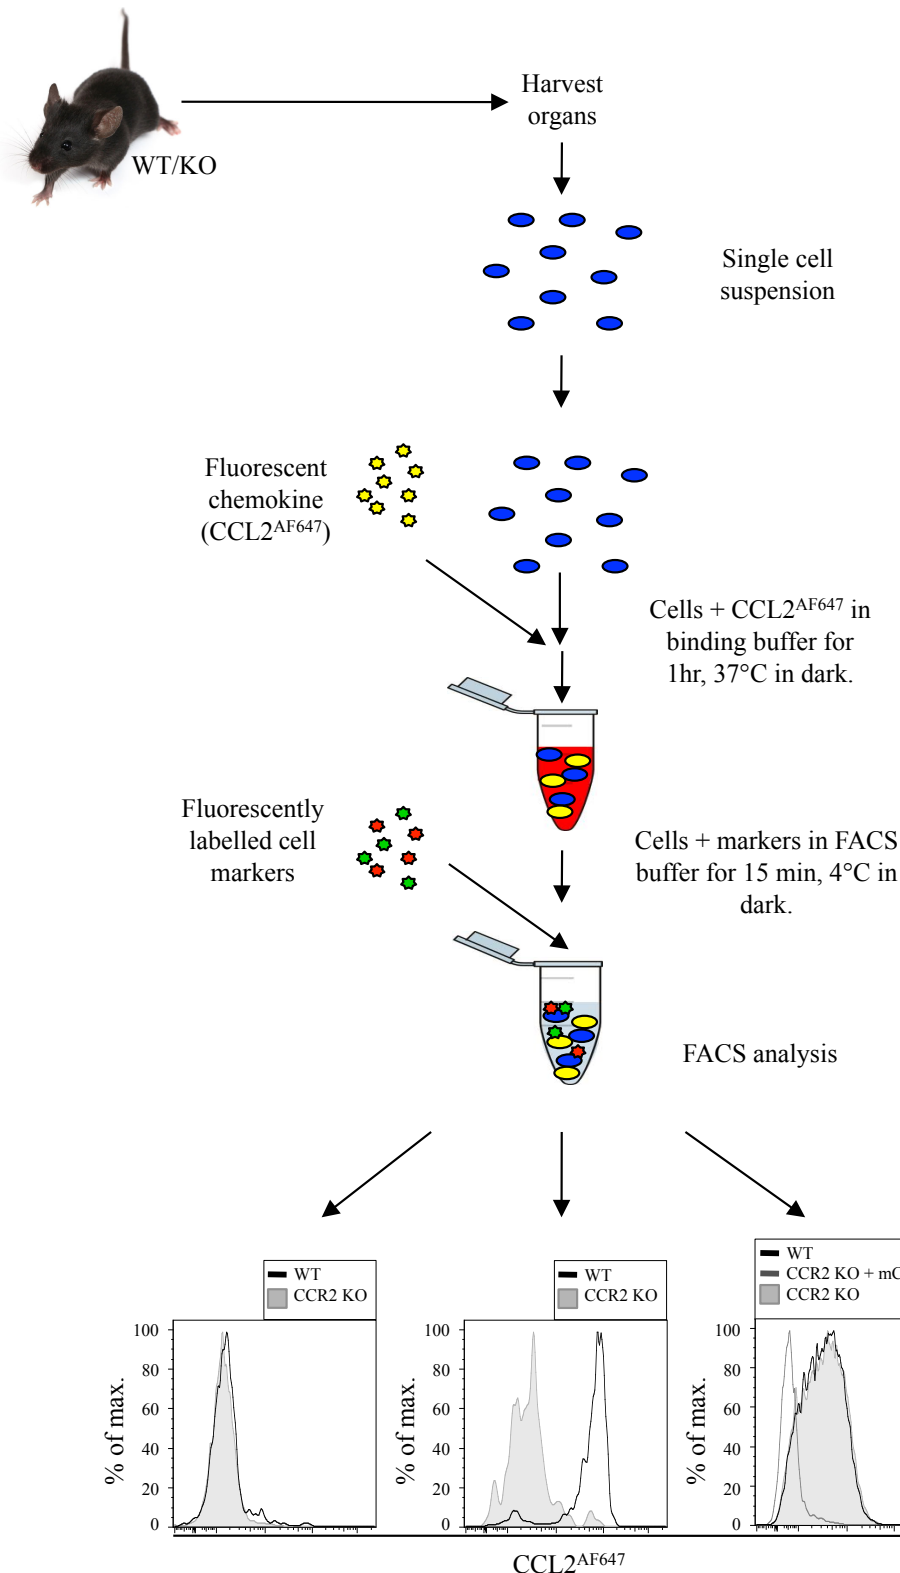 Harvest
organs
WT/KO
Single cell
suspension
Fluorescent
chemokine
(CCL2AF647)
Cells + CCL2AF647 in
binding buffer for
1hr, 37°C in dark.
Fluorescently
labelled cell
markers
Cells + markers in FACS
buffer for 15 min, 4°C in
dark.
FACS analysis
WT
CCR2 KO
100
80
60
40
20
0
% of max.
WT
CCR2 KO
100
80
60
40
20
0
% of max.
WT
CCR2 KO + mC
CCR2 KO
100
80
60
40
20
0
% of max.
CCL2AF647